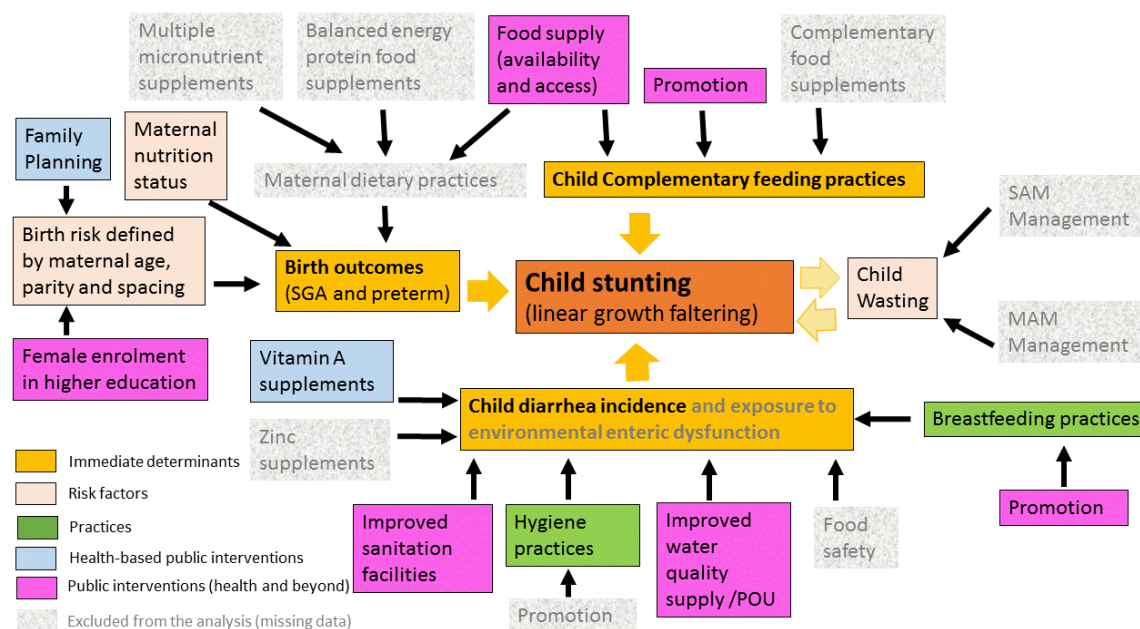 Multiple
micronutrient
supplements
Balanced energy
protein food
supplements
Food supply
(availability
and access)
Promotion
Complementary
food
supplements
Family
Planning
Maternal
nutrition
status
Maternal dietary practices
Child Complementary feeding practices
SAM
Management
Birth risk defined
by maternal age,
parity and spacing
Birth outcomes
(SGA and preterm)
Child stunting
(linear growth faltering)
Child
Wasting
MAM
Management
Female enrolment
in higher education
Vitamin A
supplements
Child diarrhea incidence and exposure to
environmental enteric dysfunction
Breastfeeding practices
Zinc
supplements
Immediate determinants
Risk factors
Practices
Health-based public interventions
Public interventions (health and beyond)
Excluded from the analysis (missing data)
Improved
sanitation
facilities
Hygiene
practices
Improved
water
quality
supply /POU
Food
safety
Promotion
Promotion